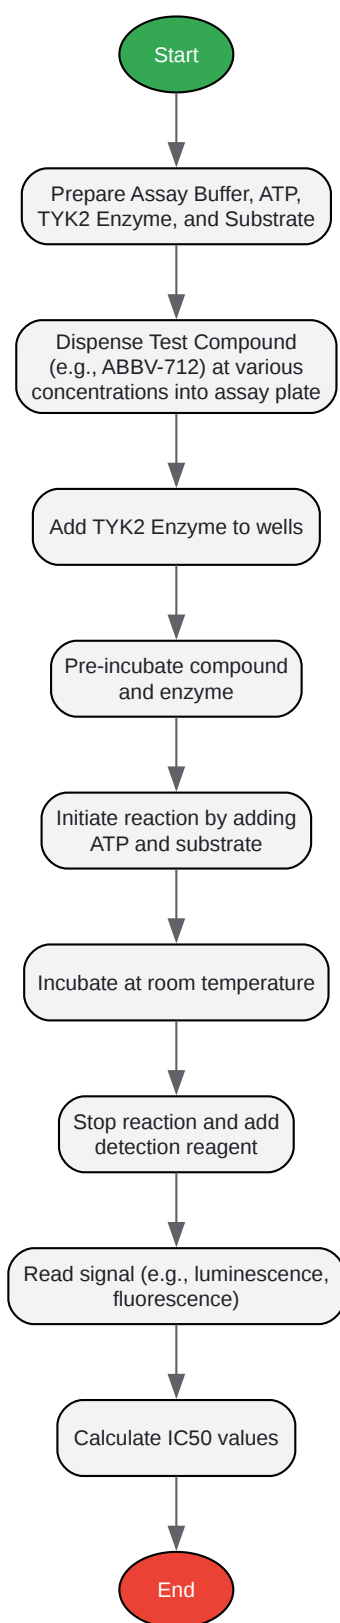 Start
Prepare Assay Buffer, ATP,
TYK2 Enzyme, and Substrate
Dispense Test Compound
(e.g., ABBV-712) at various
concentrations into assay plate
Add TYK2 Enzyme to wells
Pre-incubate compound
and enzyme
Initiate reaction by adding
ATP and substrate
Incubate at room temperature
Stop reaction and add
detection reagent
Read signal (e.g., luminescence,
fluorescence)
Calculate IC50 values
End